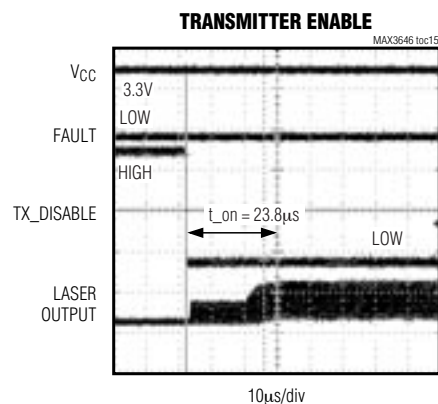 TRANSMITTER ENABLE
MAX3646 toc15
VCC
3.3V
LOW
FAULT
HIGH
TX_DISABLE
t_on = 23.8µs
LOW
LASER
OUTPUT
10µs/div